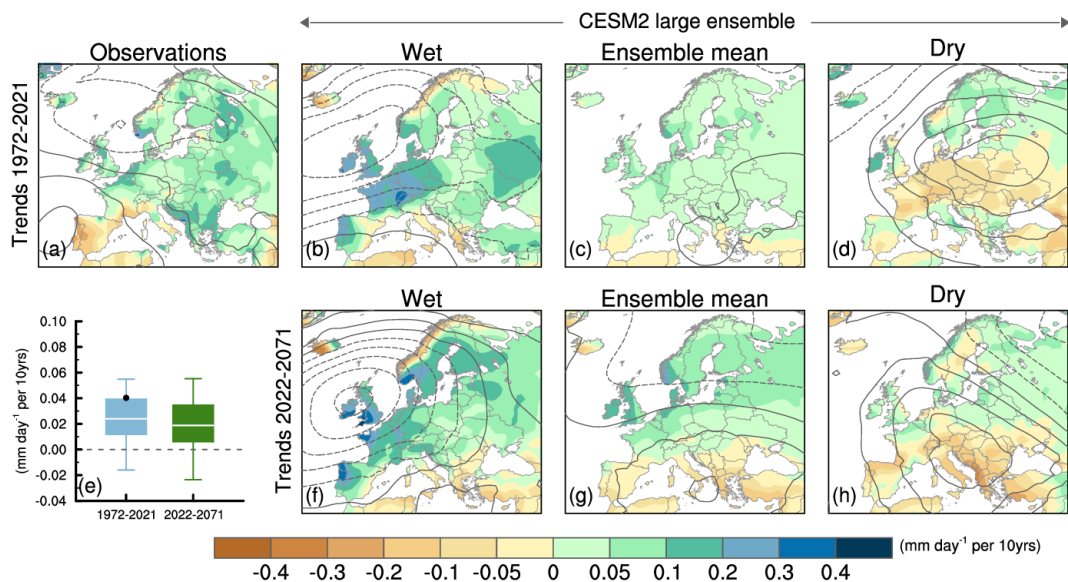 CESM2 large ensemble
Observations Wet Ensemble mean Dry
Trends 1972-2021
(a) (b) (c) (d)
Wet Ensemble mean Dry
0.10
0.08
0.06
0.04
0.02
0.00
-0.02
-0.04
(mm day⁻¹ per 10yrs)
(e)
1972-2021 2022-2071
Trends 2022-2071
(f) (g) (h)
-0.4 -0.3 -0.2 -0.1 -0.05 0 0.05 0.1 0.2 0.3 0.4
(mm day⁻¹ per 10yrs)